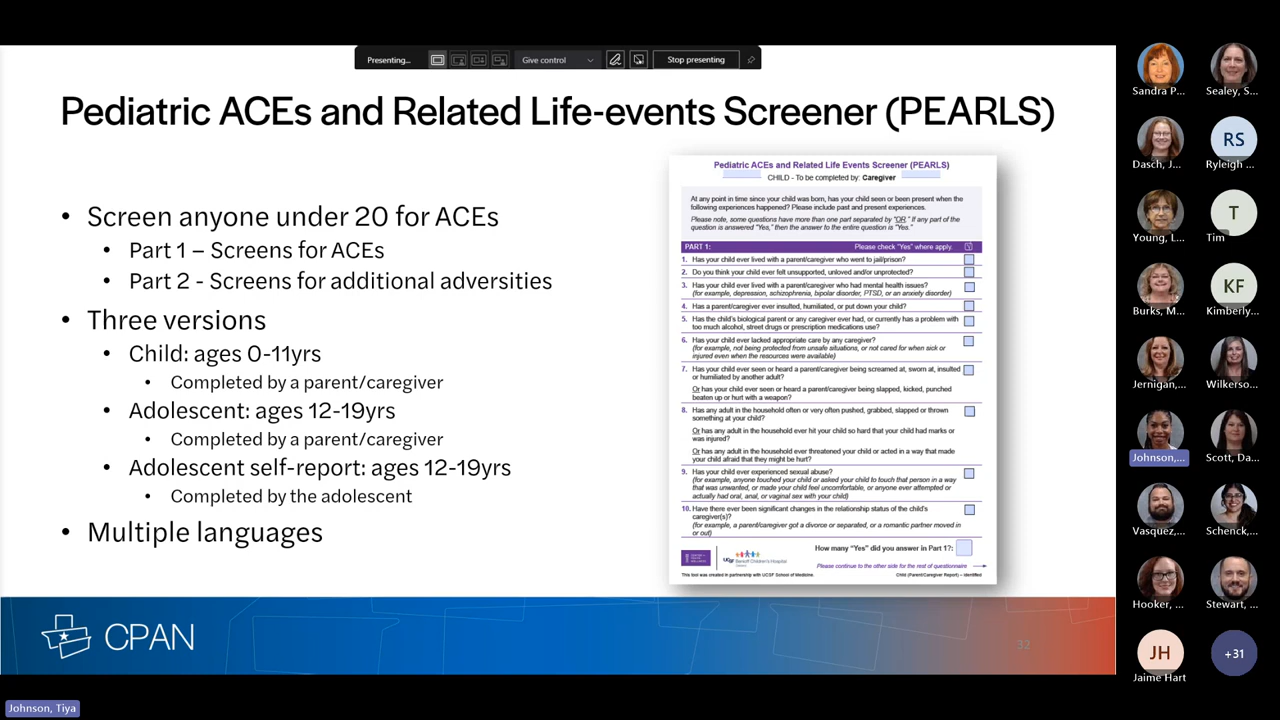 Presenting...
Give control
Stop presenting
Pediatric ACEs and Related Life-events Screener (PEARLS)
• Screen anyone under 20 for ACEs
• Part 1 – Screens for ACEs
• Part 2 - Screens for additional adversities
• Three versions
• Child: ages 0-11yrs
• Completed by a parent/caregiver
• Adolescent: ages 12-19yrs
• Completed by a parent/caregiver
• Adolescent self-report: ages 12-19yrs
• Completed by the adolescent
• Multiple languages
Pediatric ACEs and Related Life Events Screener (PEARLS)
CHILD - To be completed by: Caregiver
At any point in time since your child was born, has your child seen or been present when the
following experiences happened? Please include past and present experiences.
Please note, some questions have more than one part separated by "OR." If any part of the
question is answered "Yes," then the answer to the entire question is "Yes."
PART 1: Please check "Yes" where apply.
1. Has your child ever lived with a parent/caregiver who went to jail/prison?
2. Do you think your child ever felt unsupported, unloved and/or unprotected?
3. Has your child ever lived with a parent/caregiver who had mental health issues?
(for example, depression, schizophrenia, bipolar disorder, PTSD, or an anxiety disorder)
4. Has a parent/caregiver ever insulted, humiliated, or put down your child?
5. Has the child's biological parent or any caregiver ever had, or currently has a problem with
too much alcohol, street drugs or prescription medications use?
6. Has your child ever lacked appropriate care by any caregiver?
(for example, not being protected from unsafe situations, or not cared for when sick or
injured even when the resources were available)
7. Has your child ever seen or heard a parent/caregiver being screamed at, sworn at, insulted
or humiliated by another adult?
Or has your child ever seen or heard a parent/caregiver being slapped, kicked, punched
beaten up or hurt with a weapon?
8. Has any adult in the household often or very often pushed, grabbed, slapped or thrown
something at your child?
Or has any adult in the household ever hit your child so hard that your child had marks or
was injured?
Or has any adult in the household ever threatened your child or acted in a way that made
your child afraid that they might be hurt?
9. Has your child ever experienced sexual abuse?
(for example, anyone touched your child or asked your child to touch that person in a way
that was unwanted, or made your child feel uncomfortable, or anyone ever attempted or
actually had oral, anal, or vaginal sex with your child)
10. Have there ever been significant changes in the relationship status of the child's
caregiver(s)?
(for example, a parent/caregiver got a divorce or separated, or a romantic partner moved in
or out)
How many "Yes" did you answer in Part 1?:
UCSF Benioff Children's Hospital
Please continue to the other side for the rest of questionnaire
This tool was created in partnership with UCSF School of Medicine.
Child (Parent/Caregiver Report) – Identified
CPAN
32
Sandra P...
Sealey, S...
Dasch, J...
RS
Ryleigh ...
Young, L...
T
Tim
Burks, M...
KF
Kimberly...
Jernigan,...
Wilkerso...
Johnson,...
Scott, Da...
Vasquez,...
Schenck,...
Hooker, ...
Stewart, ...
JH
Jaime Hart
+31
Johnson, Tiya